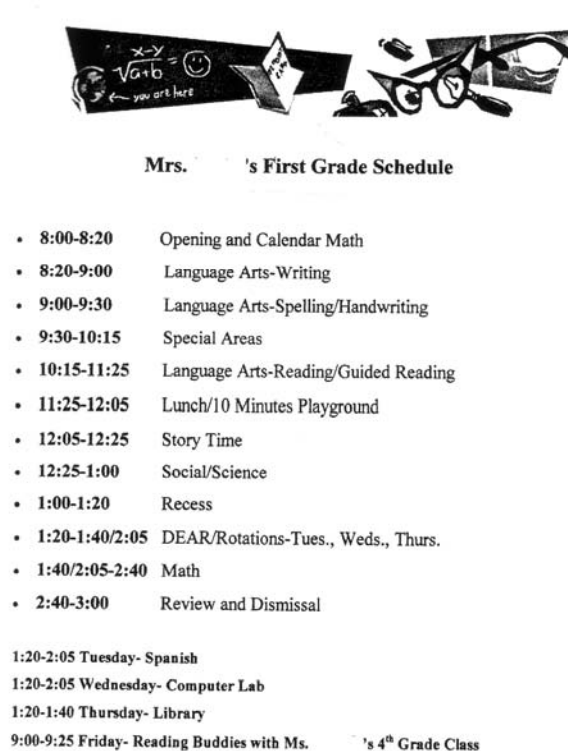 x-y
√a+b =
← you are here
Mrs. 's First Grade Schedule
• 8:00-8:20 Opening and Calendar Math
• 8:20-9:00 Language Arts-Writing
• 9:00-9:30 Language Arts-Spelling/Handwriting
• 9:30-10:15 Special Areas
• 10:15-11:25 Language Arts-Reading/Guided Reading
• 11:25-12:05 Lunch/10 Minutes Playground
• 12:05-12:25 Story Time
• 12:25-1:00 Social/Science
• 1:00-1:20 Recess
• 1:20-1:40/2:05 DEAR/Rotations-Tues., Weds., Thurs.
• 1:40/2:05-2:40 Math
• 2:40-3:00 Review and Dismissal
1:20-2:05 Tuesday- Spanish
1:20-2:05 Wednesday- Computer Lab
1:20-1:40 Thursday- Library
9:00-9:25 Friday- Reading Buddies with Ms. 's 4th Grade Class